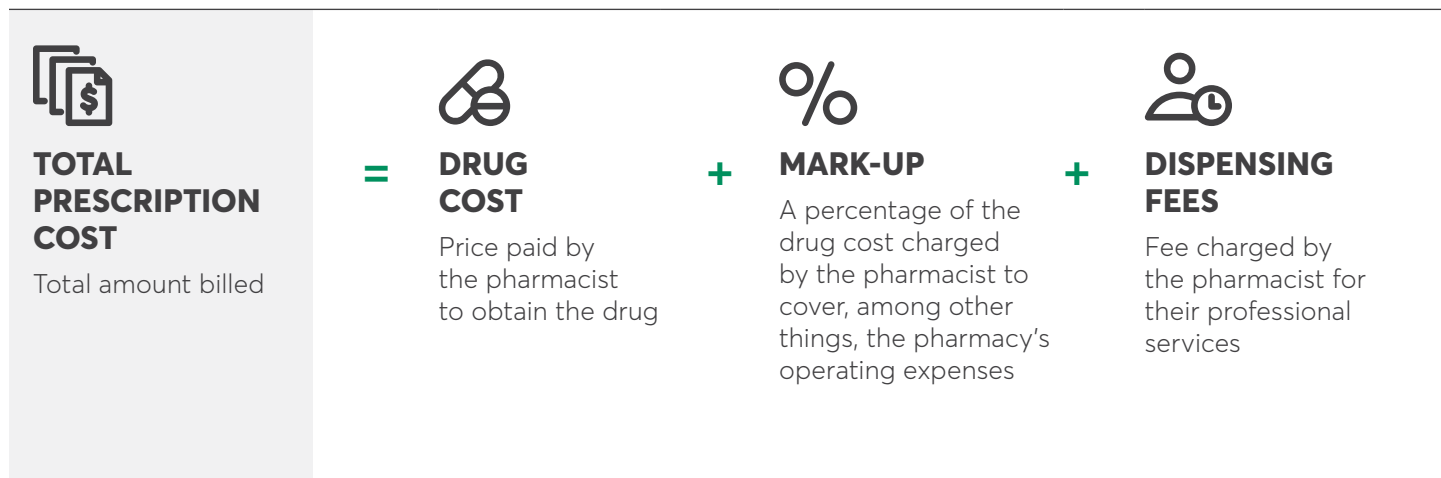 TOTAL
PRESCRIPTION
COST
Total amount billed
=
DRUG
COST
Price paid by
the pharmacist
to obtain the drug
+
%
MARK-UP
A percentage of the
drug cost charged
by the pharmacist to
cover, among other
things, the pharmacy's
operating expenses
+
DISPENSING
FEES
Fee charged by
the pharmacist for
their professional
services